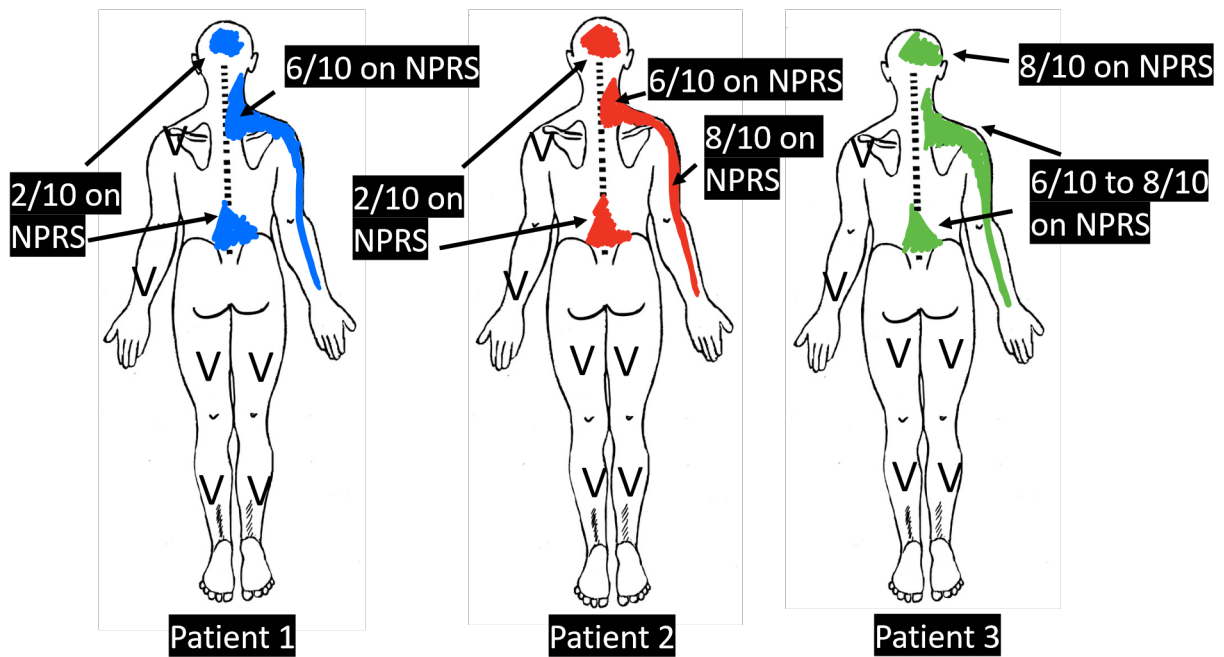 6/10 on NPRS
V
2/10 on
NPRS
V
V V
V V
Patient 1
6/10 on NPRS
8/10 on
NPRS
V
2/10 on
NPRS
V
V V
V V
Patient 2
8/10 on NPRS
V
6/10 to 8/10
on NPRS
V
V V
V V
Patient 3